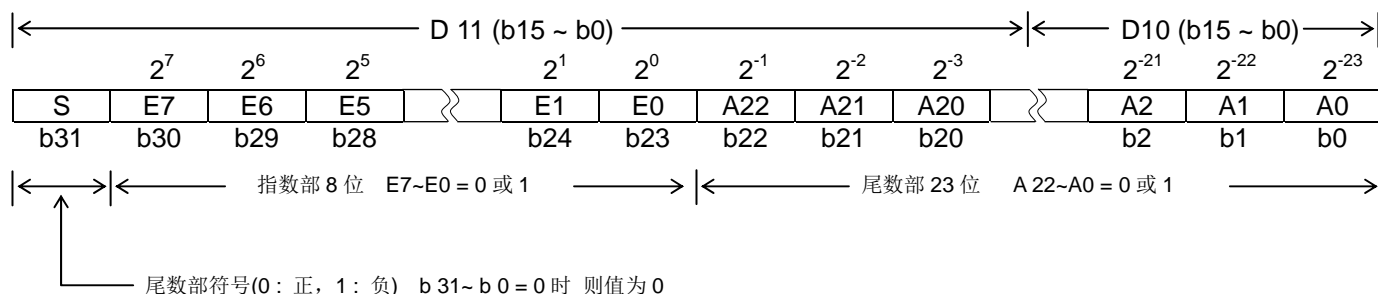 D 11 (b15 ~ b0) D10 (b15 ~ b0)
2^7 2^6 2^5 2^1 2^0 2^-1 2^-2 2^-3 2^-21 2^-22 2^-23
S E7 E6 E5 E1 E0 A22 A21 A20 A2 A1 A0
b31 b30 b29 b28 b24 b23 b22 b21 b20 b2 b1 b0
指数部 8 位 E7~E0 = 0 或 1 尾数部 23 位 A 22~A0 = 0 或 1
尾数部符号(0：正，1：负) b 31~ b 0 = 0 时 则值为 0